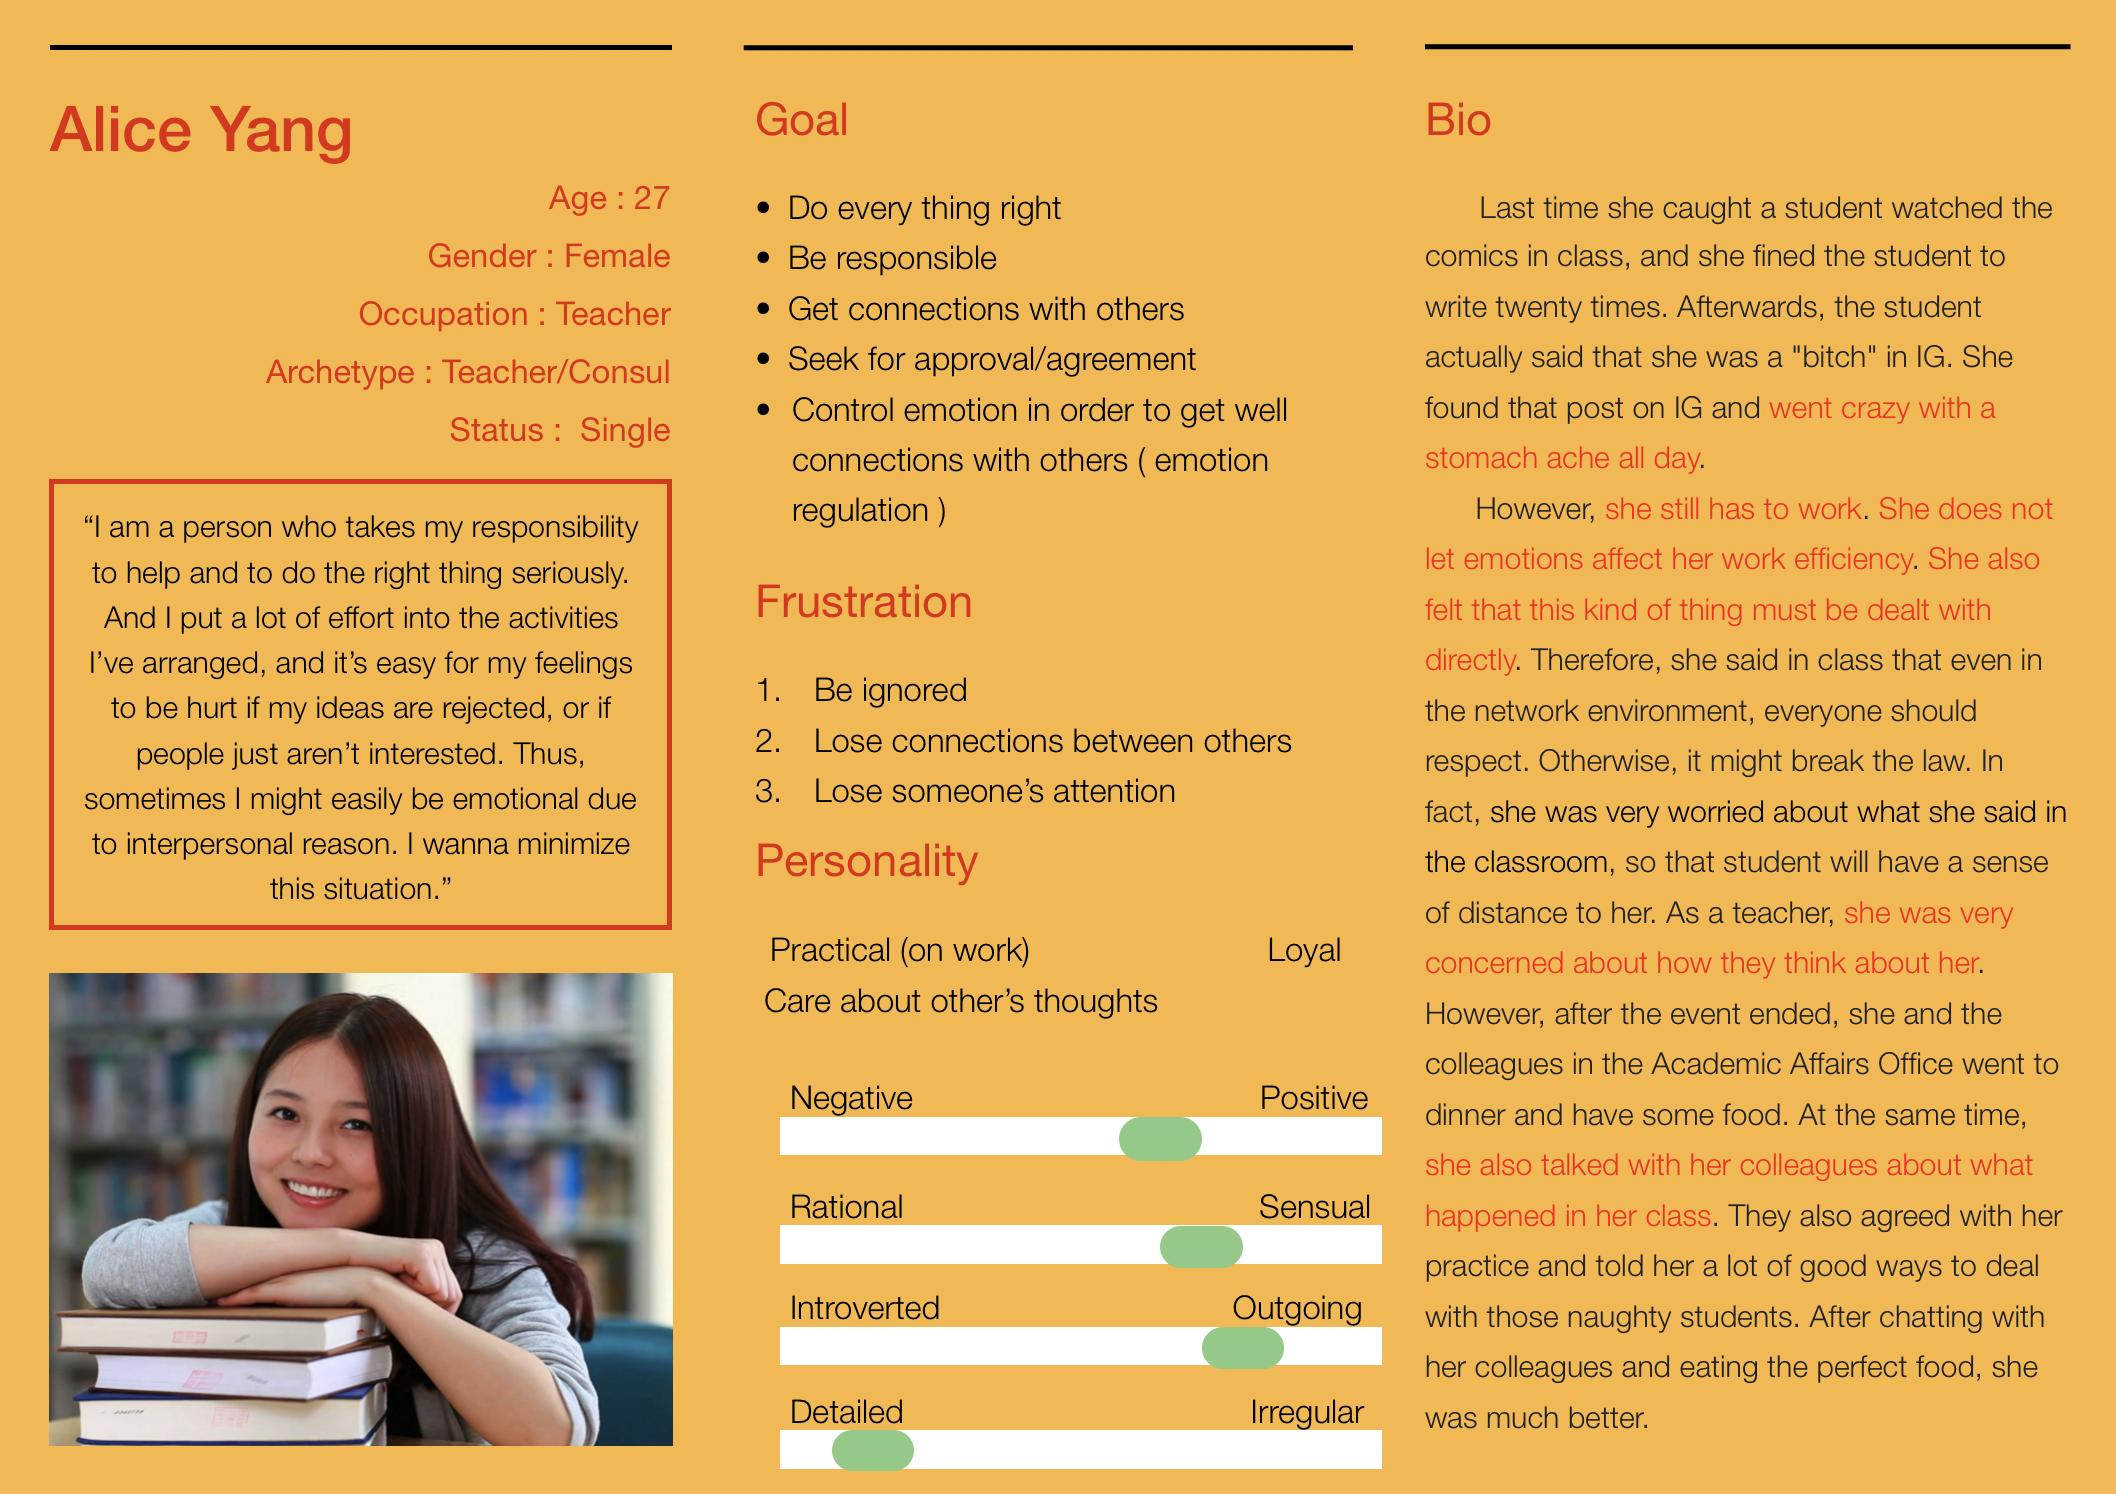 Alice Yang
Age : 27
Gender : Female
Occupation : Teacher
Archetype : Teacher/Consul
Status :  Single
“I am a person who takes my responsibility
to help and to do the right thing seriously.
And I put a lot of effort into the activities
I’ve arranged, and it’s easy for my feelings
to be hurt if my ideas are rejected, or if
people just aren’t interested. Thus,
sometimes I might easily be emotional due
to interpersonal reason. I wanna minimize
this situation.”
Goal
• Do every thing right
• Be responsible
• Get connections with others
• Seek for approval/agreement
• Control emotion in order to get well
connections with others ( emotion
regulation )
Frustration
1. Be ignored
2. Lose connections between others
3. Lose someone’s attention
Personality
Practical (on work) Loyal
Care about other’s thoughts
Negative Positive
Rational Sensual
Introverted Outgoing
Detailed Irregular
Bio
Last time she caught a student watched the
comics in class, and she fined the student to
write twenty times. Afterwards, the student
actually said that she was a "bitch" in IG. She
found that post on IG and went crazy with a
stomach ache all day.
However, she still has to work. She does not
let emotions affect her work efficiency. She also
felt that this kind of thing must be dealt with
directly. Therefore, she said in class that even in
the network environment, everyone should
respect. Otherwise, it might break the law. In
fact, she was very worried about what she said in
the classroom, so that student will have a sense
of distance to her. As a teacher, she was very
concerned about how they think about her.
However, after the event ended, she and the
colleagues in the Academic Affairs Office went to
dinner and have some food. At the same time,
she also talked with her colleagues about what
happened in her class. They also agreed with her
practice and told her a lot of good ways to deal
with those naughty students. After chatting with
her colleagues and eating the perfect food, she
was much better.